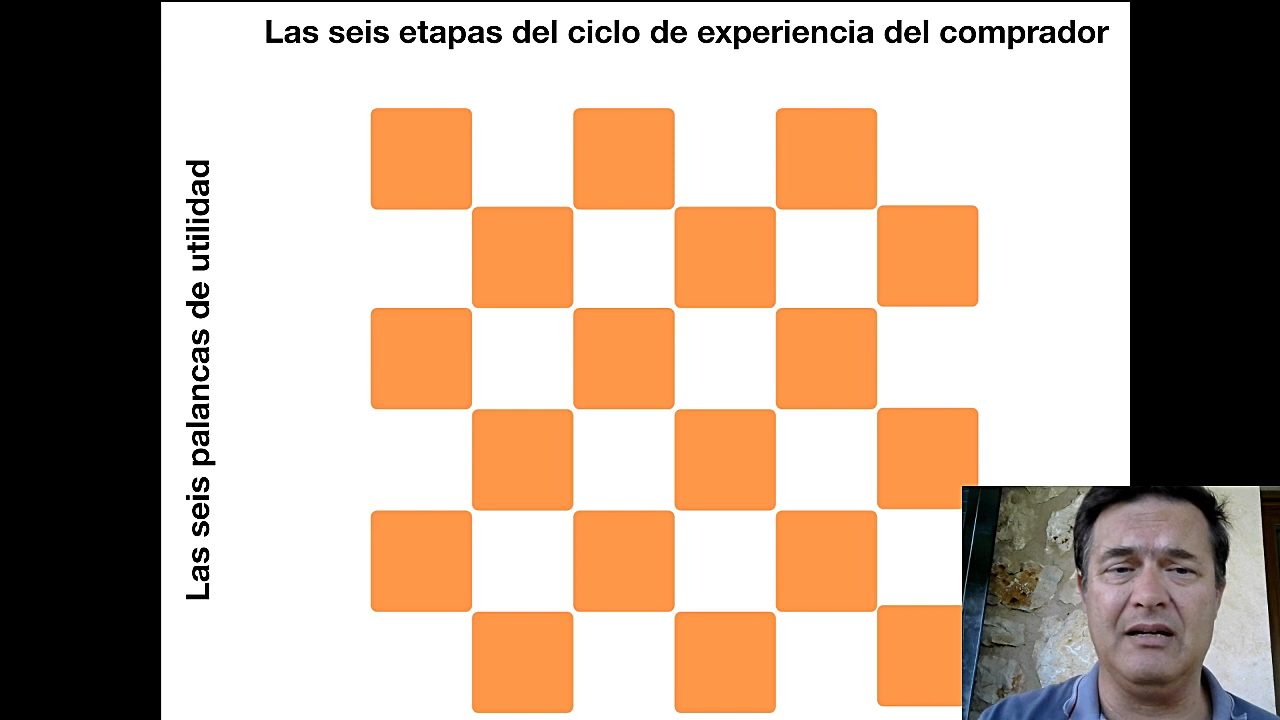 Las seis etapas del ciclo de experiencia del comprador
Las seis palancas de utilidad